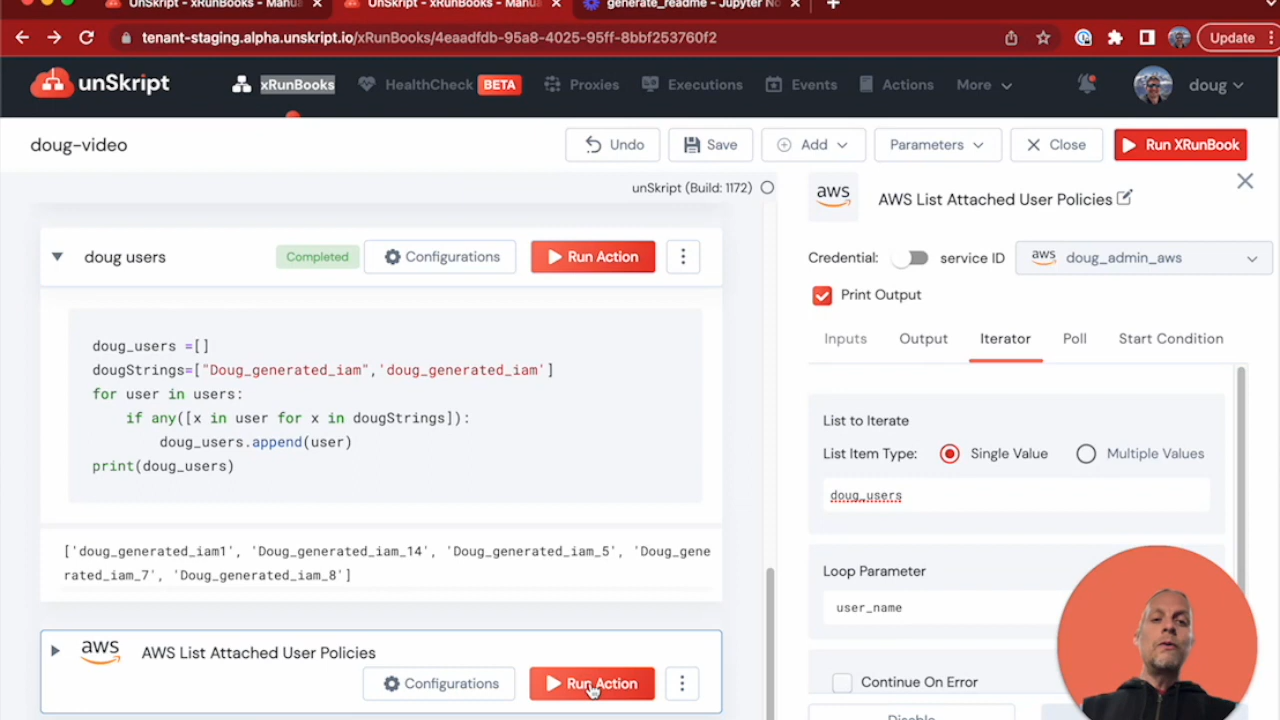 unSkript - xRunBooks - Manua
unSkript - xRunBooks - Manua
generate_readme - Jupyter No
tenant-staging.alpha.unskript.io/xRunBooks/4eaadfdb-95a8-4025-95ff-8bbf253760f2
Update
unSkript
xRunBooks
HealthCheck BETA
Proxies
Executions
Events
Actions
More
doug
doug-video
Undo
Save
Add
Parameters
Close
Run XRunBook
unSkript (Build: 1172)
doug users
Completed
Configurations
Run Action
doug_users =[]
dougStrings=["Doug_generated_iam",'doug_generated_iam']
for user in users:
if any([x in user for x in dougStrings]):
doug_users.append(user)
print(doug_users)
['doug_generated_iam1', 'Doug_generated_iam_14', 'Doug_generated_iam_5', 'Doug_gene
rated_iam_7', 'Doug_generated_iam_8']
aws
AWS List Attached User Policies
Configurations
Run Action
aws
AWS List Attached User Policies
Credential:
service ID
aws
doug_admin_aws
Print Output
Inputs
Output
Iterator
Poll
Start Condition
List to Iterate
List Item Type:
Single Value
Multiple Values
doug_users
Loop Parameter
user_name
Continue On Error
Disable